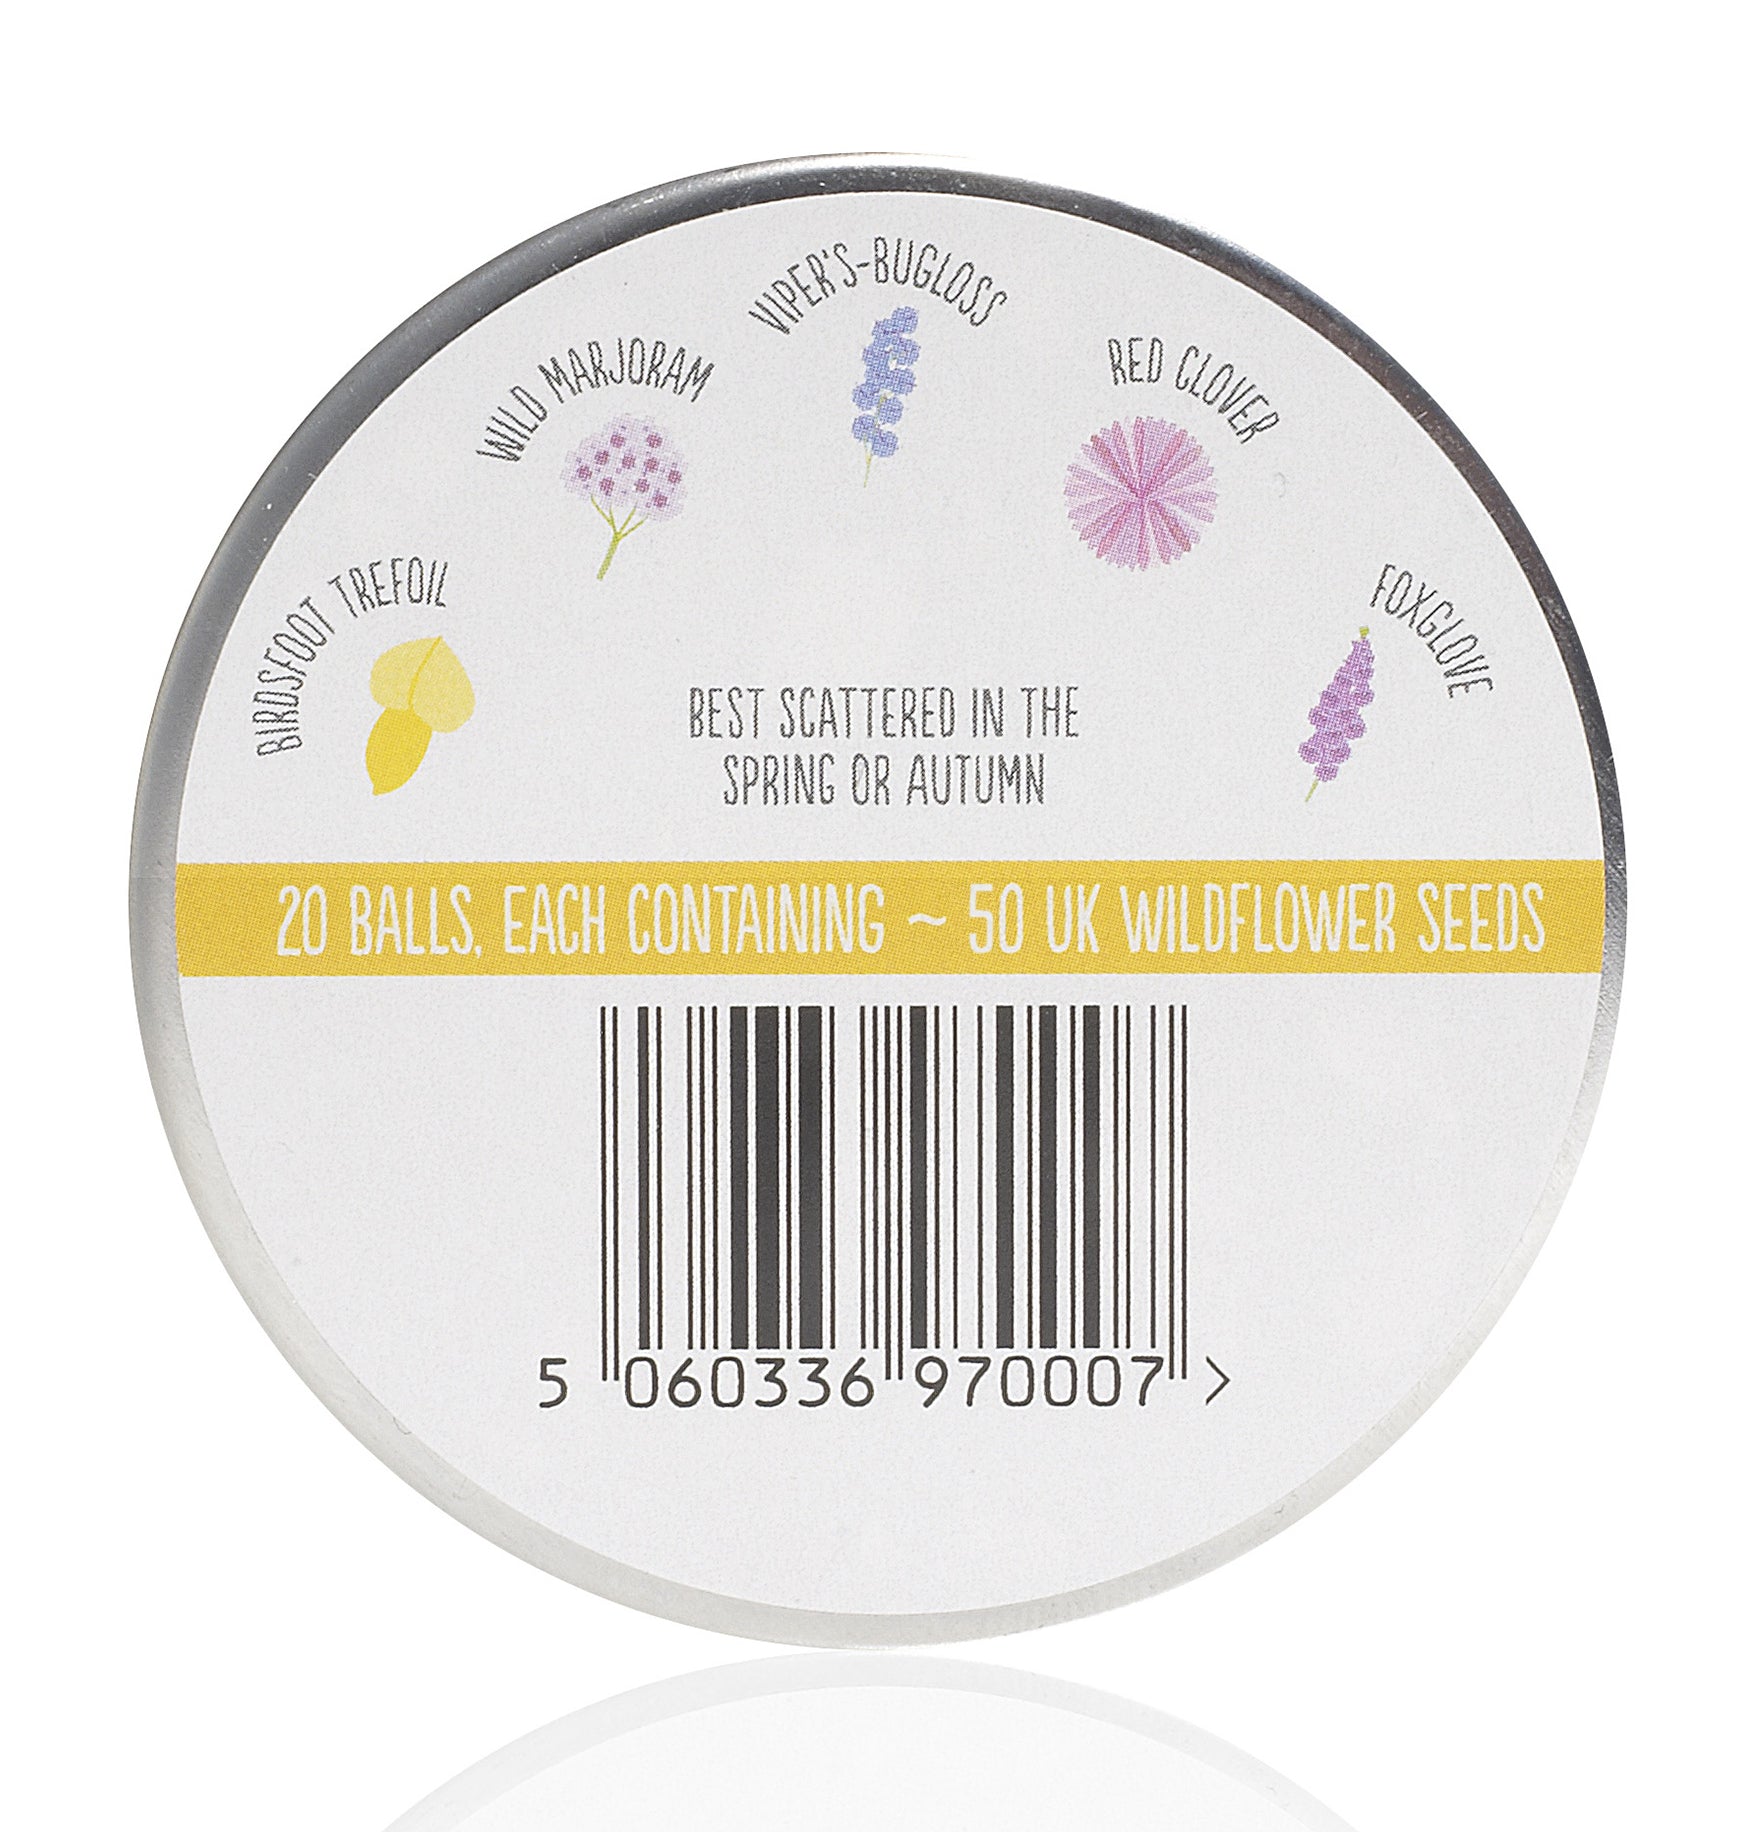 VIPER'S-BUGLOSS
WILD MARJORAM
RED CLOVER
BIRDSFOOT TREFOIL
FOXGLOVE
BEST SCATTERED IN THE
SPRING OR AUTUMN
20 BALLS, EACH CONTAINING ~ 50 UK WILDFLOWER SEEDS
5 060336 970007 >